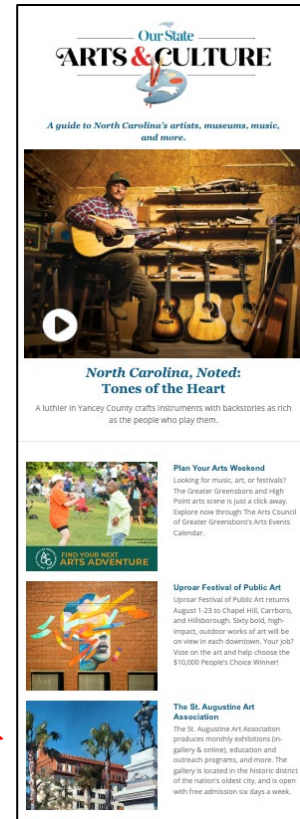 Our State
ARTS & CULTURE
A guide to North Carolina's artists, museums, music,
and more.
North Carolina, Noted:
Tones of the Heart
A luthier in Yancey County crafts instruments with backstories as rich
as the people who play them.
FIND YOUR NEXT
ARTS ADVENTURE
Plan Your Arts Weekend
Looking for music, art, or festivals?
The Greater Greensboro and High
Point arts scene is just a click away.
Explore now through The Arts Council
of Greater Greensboro's Arts Events
Calendar.
Uproar Festival of Public Art
Uproar Festival of Public Art returns
August 1-23 to Chapel Hill, Carrboro,
and Hillsborough. Sixty bold, high-
impact, outdoor works of art will be
on view in each downtown. Your job?
Vote on the art and help choose the
$10,000 People's Choice Winner!
The St. Augustine Art
Association
The St. Augustine Art Association
produces monthly exhibitions (in-
gallery & online), education and
outreach programs, and more. The
gallery is located in the historic district
of the nation's oldest city, and is open
with free admission six days a week.